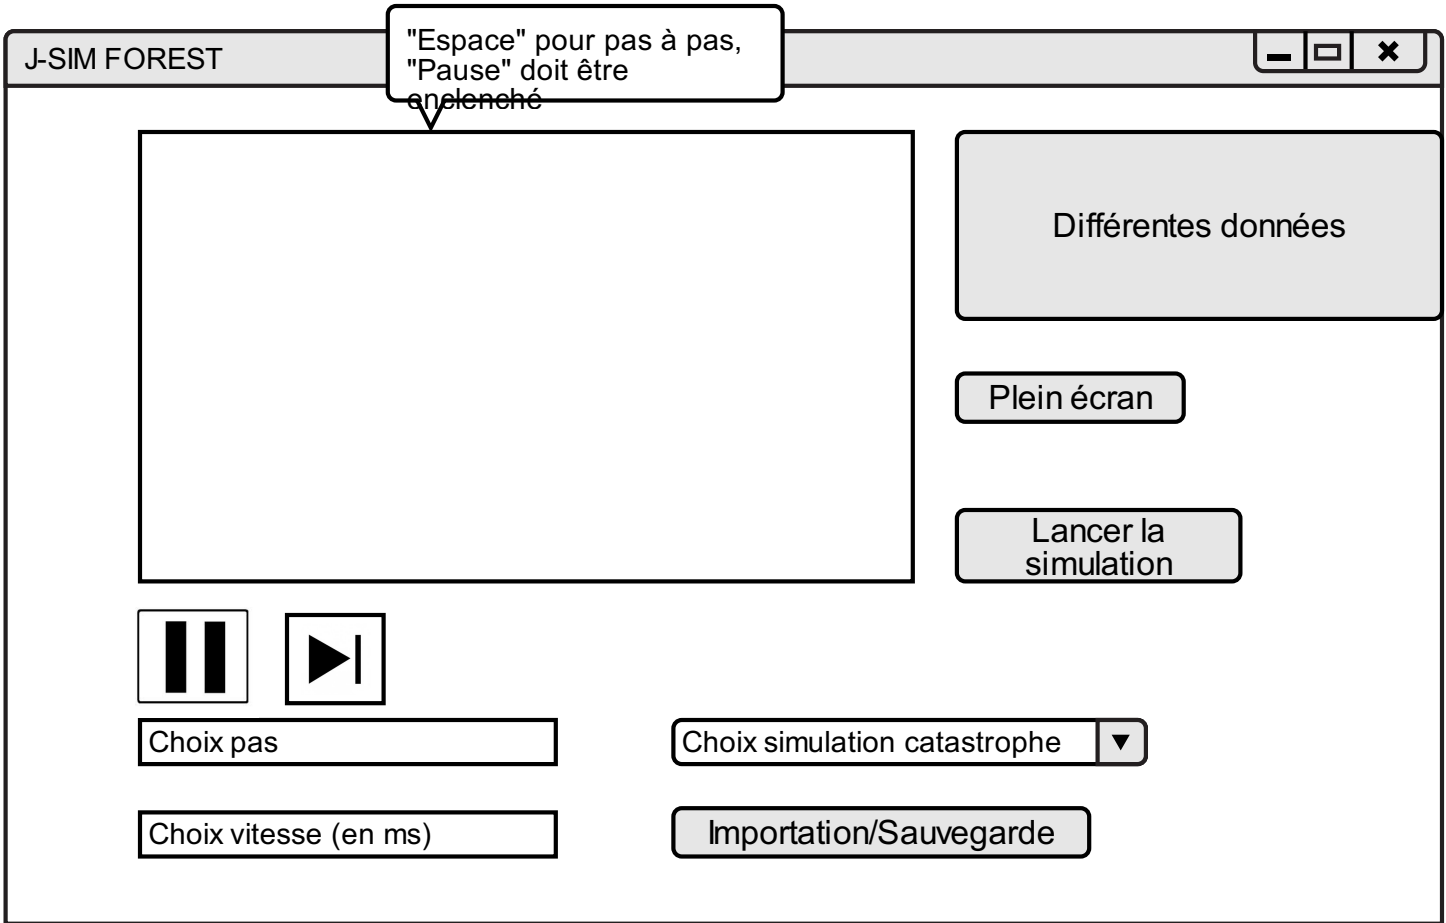 J-SIM FOREST
"Espace" pour pas à pas,
"Pause" doit être
enclenché
Différentes données
Plein écran
Lancer la
simulation
Choix pas
Choix simulation catastrophe
Choix vitesse (en ms)
Importation/Sauvegarde